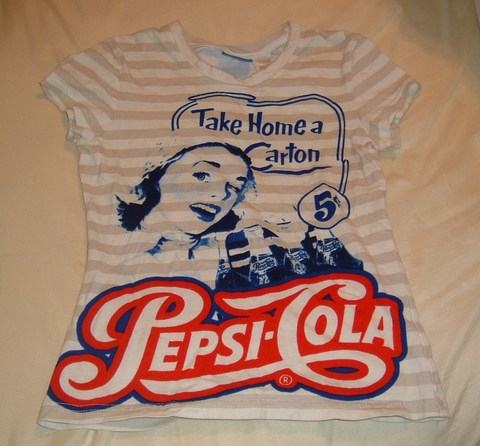 Take Home a
Carton
5¢
PEPSI-COLA
®